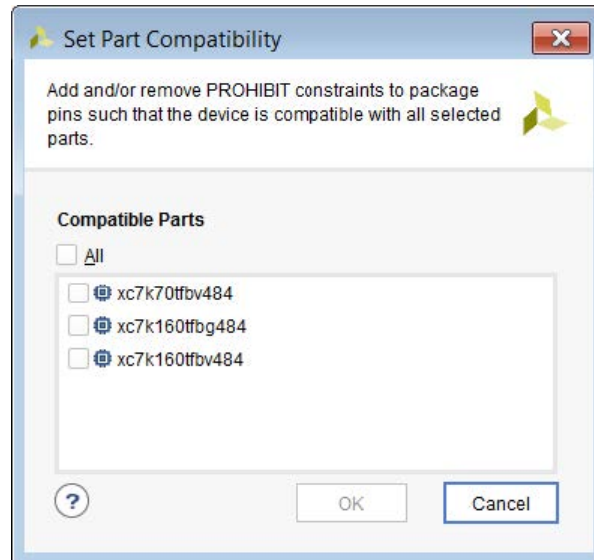 Set Part Compatibility
Add and/or remove PROHIBIT constraints to package
pins such that the device is compatible with all selected
parts.
Compatible Parts
All
xc7k70tfbv484
xc7k160tfbg484
xc7k160tfbv484
?
OK
Cancel